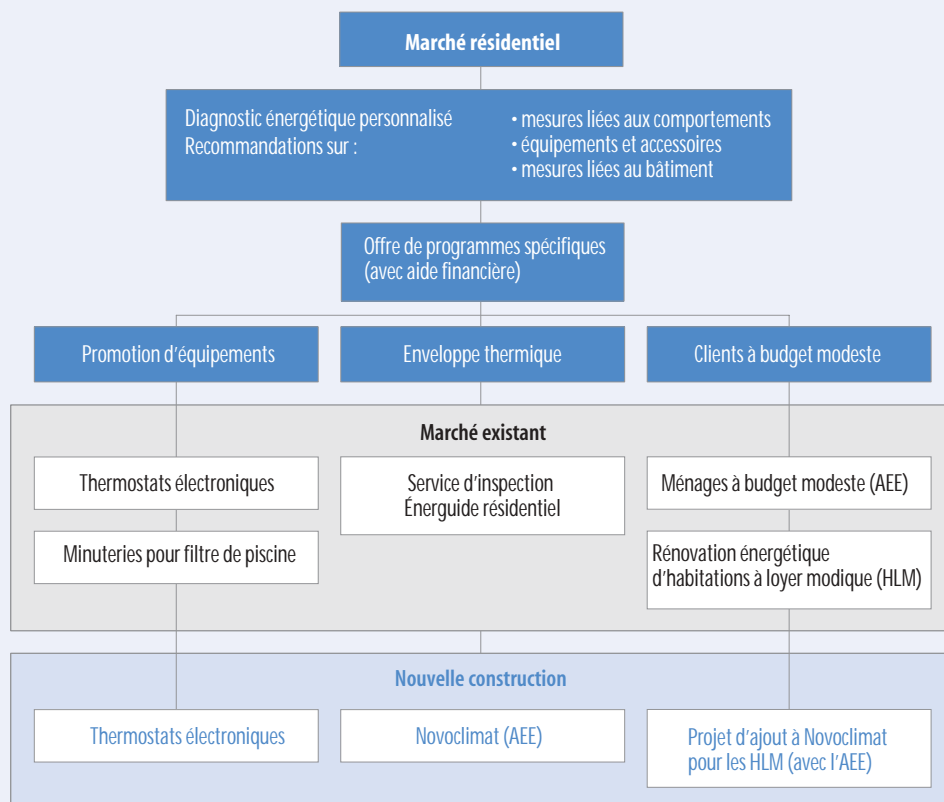 Marché résidentiel
Diagnostic énergétique personnalisé
Recommandations sur :
• mesures liées aux comportements
• équipements et accessoires
• mesures liées au bâtiment
Offre de programmes spécifiques
(avec aide financière)
Promotion d'équipements
Enveloppe thermique
Clients à budget modeste
Marché existant
Thermostats électroniques
Service d'inspection
Énerguide résidentiel
Ménages à budget modeste (AEE)
Minuteries pour filtre de piscine
Rénovation énergétique
d'habitations à loyer modique (HLM)
Nouvelle construction
Thermostats électroniques
Novoclimat (AEE)
Projet d'ajout à Novoclimat
pour les HLM (avec l'AEE)